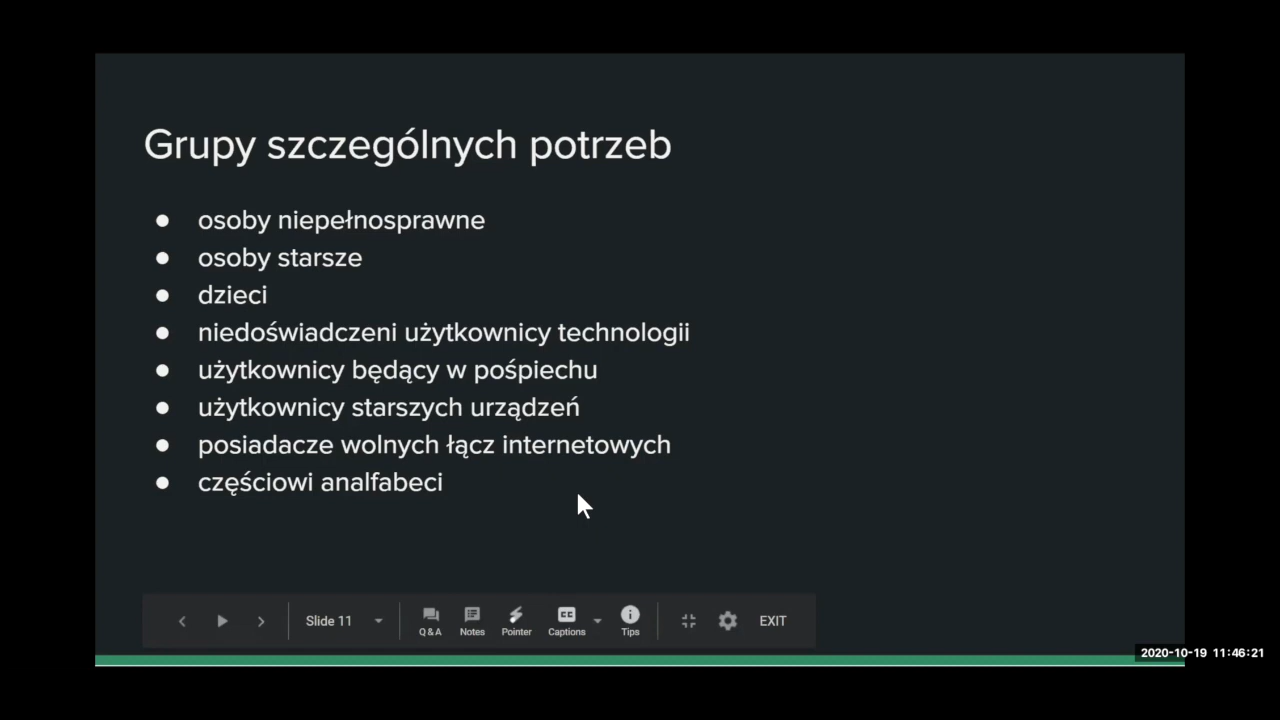 Grupy szczególnych potrzeb
● osoby niepełnosprawne
● osoby starsze
● dzieci
● niedoświadczeni użytkownicy technologii
● użytkownicy będący w pośpiechu
● użytkownicy starszych urządzeń
● posiadacze wolnych łącz internetowych
● częściowi analfabeci
Slide 11 Q&A Notes Pointer Captions Tips EXIT
2020-10-19 11:46:21